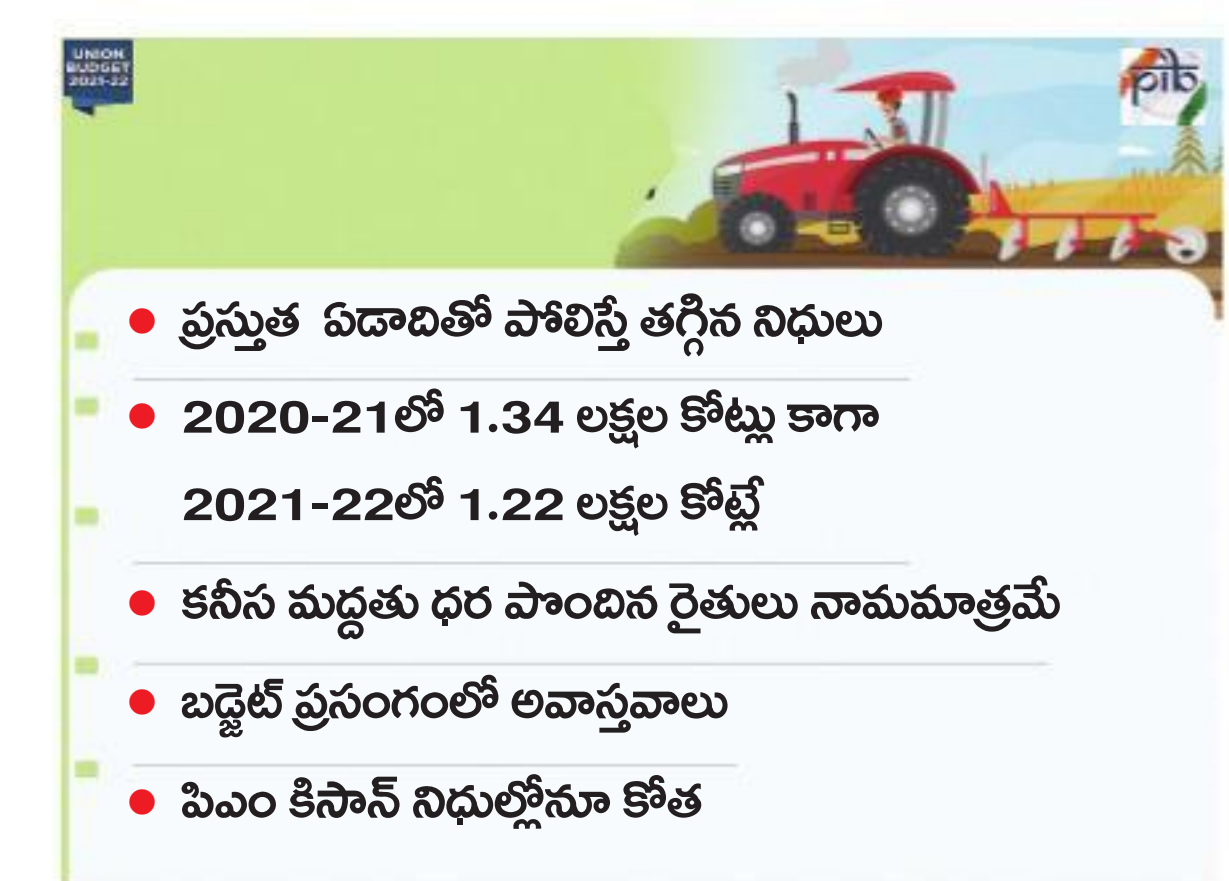 UNION
BUDGET
2021-22
pib
• ప్రస్తుత ఏడాదితో పోలిస్తే తగ్గిన నిధులు
• 2020-21లో 1.34 లక్షల కోట్లు కాగా
2021-22లో 1.22 లక్షల కోట్లే
• కనీస మద్దతు ధర పొందిన రైతులు నామమాత్రమే
• బడ్జెట్ ప్రసంగంలో అవాస్తవాలు
• పిఎం కిసాన్ నిధుల్లోనూ కోత